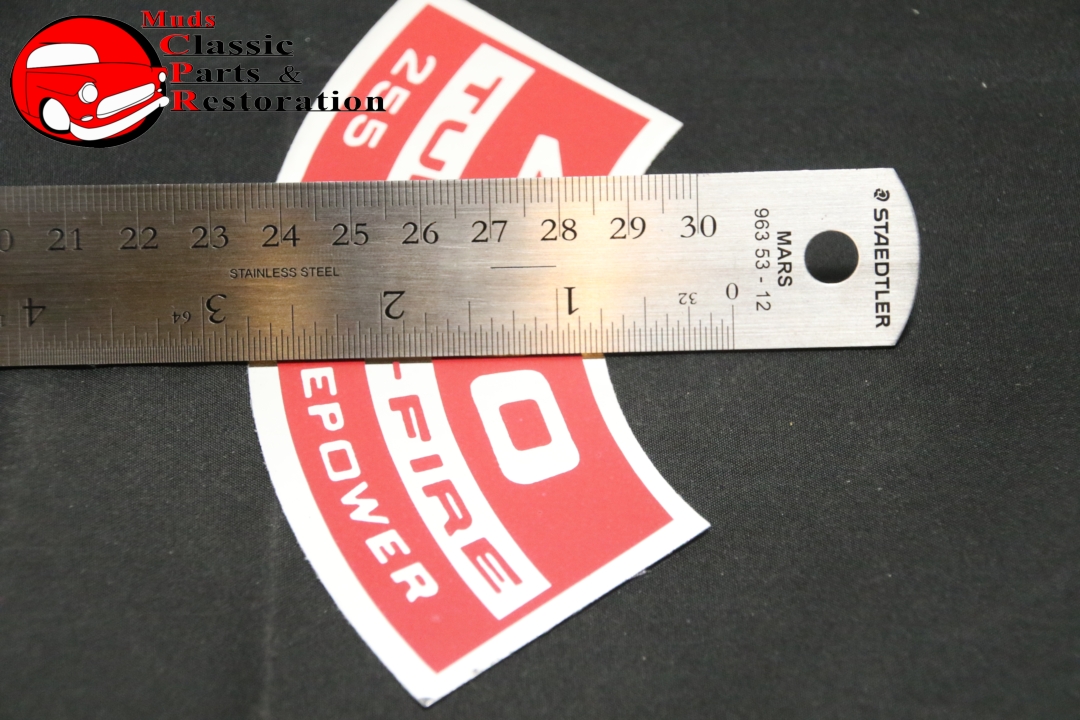 Muds
Classic
Parts &
Restoration
255
TU
21 22 23 24 25 26 27 28 29 30
STAINLESS STEEL
4 3 2 1 0
64
32
MARS
963 53 - 12
STAEDTLER
0
FIRE
EPOWER